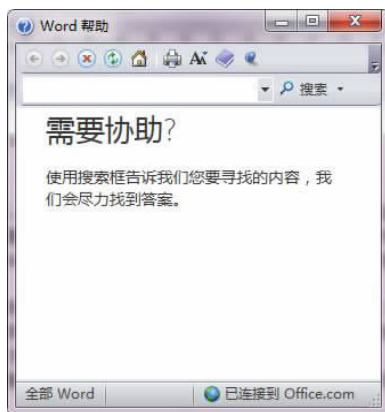 Word 帮助
搜索
需要协助?
使用搜索框告诉我们您要寻找的内容，我
们会尽力找到答案。
全部 Word
已连接到 Office.com